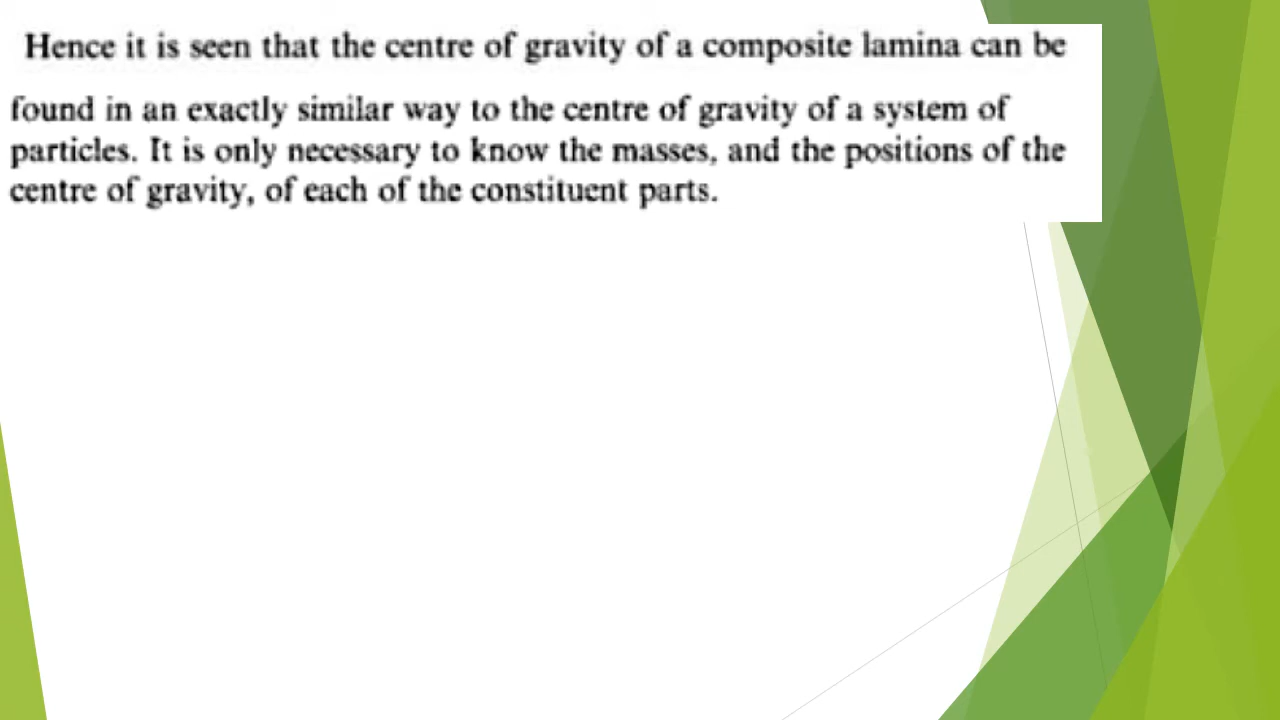 Hence it is seen that the centre of gravity of a composite lamina can be
found in an exactly similar way to the centre of gravity of a system of
particles. It is only necessary to know the masses, and the positions of the
centre of gravity, of each of the constituent parts.